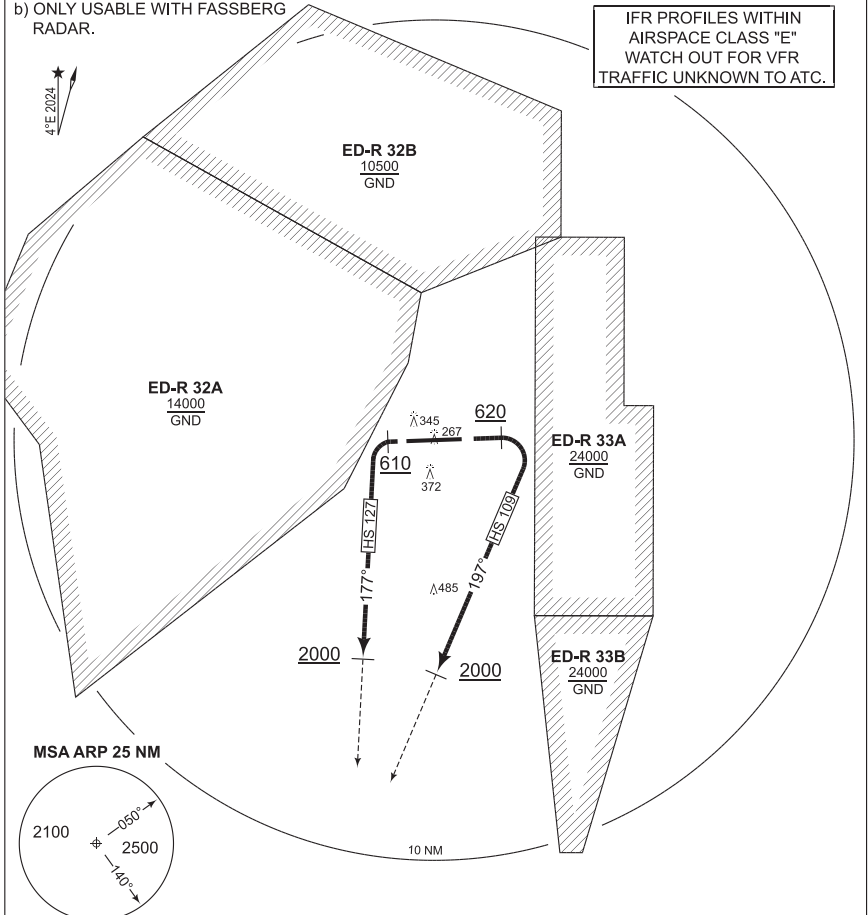 b) ONLY USABLE WITH FASSBERG
RADAR.
IFR PROFILES WITHIN
AIRSPACE CLASS "E"
WATCH OUT FOR VFR
TRAFFIC UNKNOWN TO ATC.
4°E 2024
ED-R 32B
10500
GND
ED-R 32A
14000
GND
345
267
620
610
372
ED-R 33A
24000
GND
HS 127
HS 109
177°
197°
485
2000
2000
ED-R 33B
24000
GND
MSA ARP 25 NM
2100
050°
2500
140°
10 NM